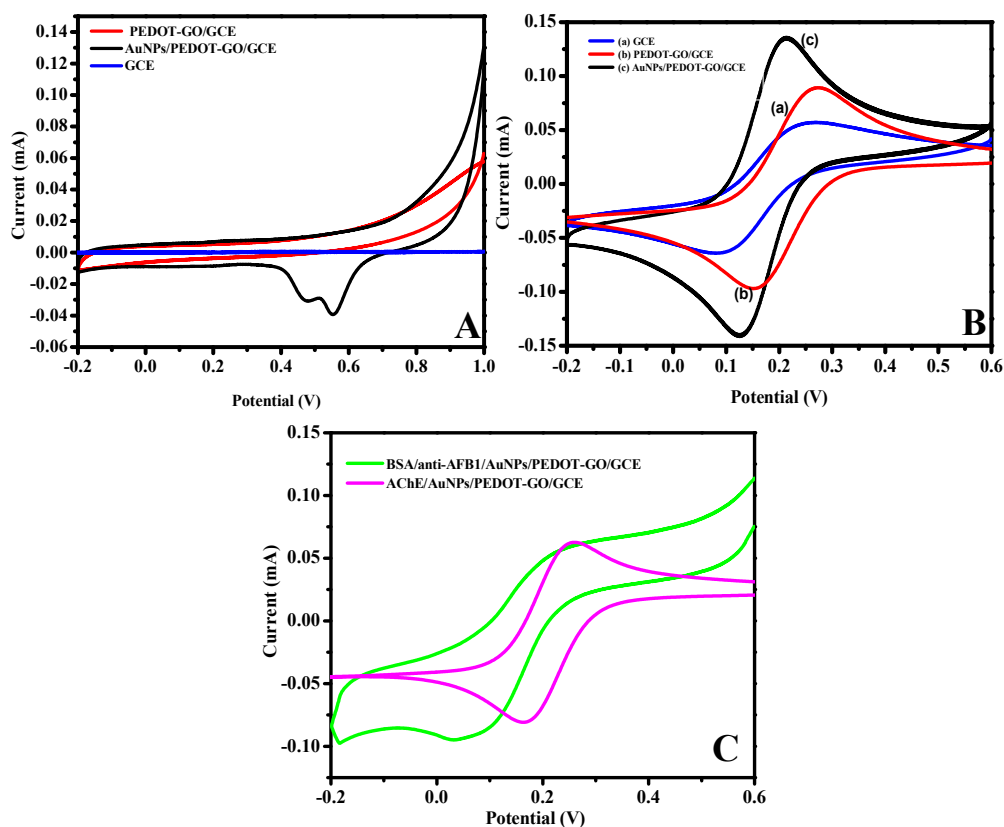 PEDOT-GO/GCE
AuNPs/PEDOT-GO/GCE
GCE
0.14
0.12
0.10
0.08
0.06
0.04
0.02
0.00
-0.02
-0.04
-0.06
Current (mA)
-0.2 0.0 0.2 0.4 0.6 0.8 1.0
Potential (V)
A
(a) GCE
(b) PEDOT-GO/GCE
(c) AuNPs/PEDOT-GO/GCE
(c)
(a)
(b)
0.15
0.10
0.05
0.00
-0.05
-0.10
-0.15
Current (mA)
-0.2 -0.1 0.0 0.1 0.2 0.3 0.4 0.5 0.6
Potential (V)
B
BSA/anti-AFB1/AuNPs/PEDOT-GO/GCE
AChE/AuNPs/PEDOT-GO/GCE
0.15
0.10
0.05
0.00
-0.05
-0.10
Current (mA)
-0.2 0.0 0.2 0.4 0.6
Potential (V)
C